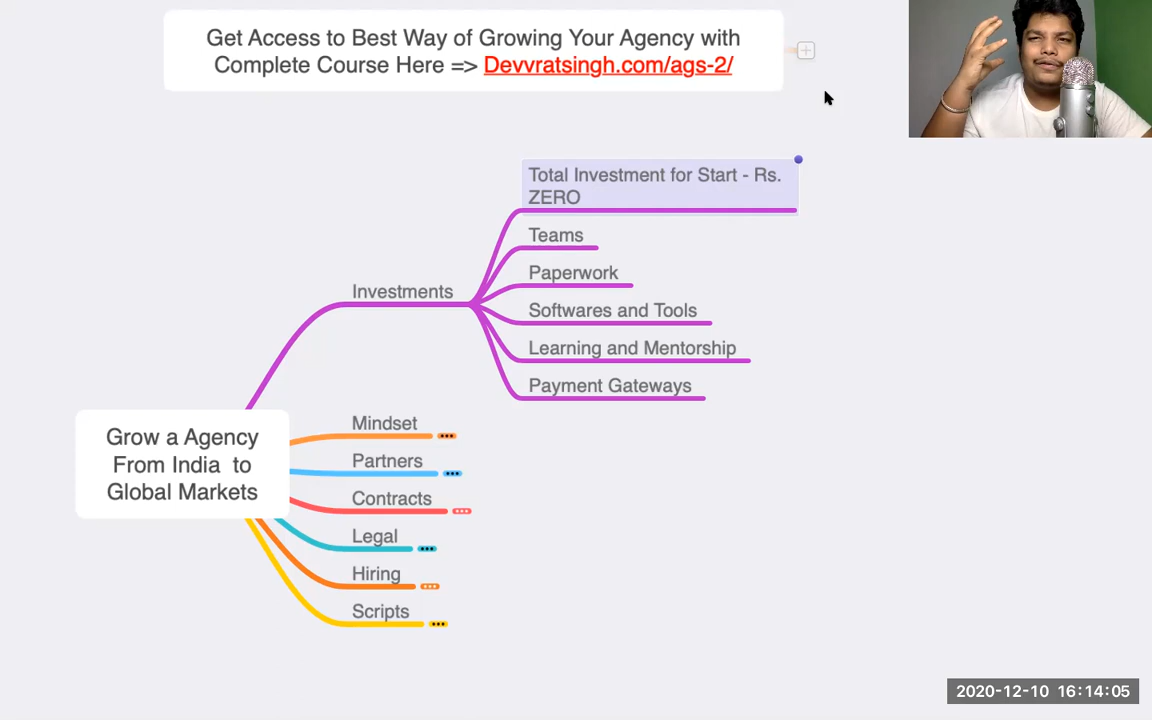 Get Access to Best Way of Growing Your Agency with
Complete Course Here => Devvratsingh.com/ags-2/
Total Investment for Start - Rs.
ZERO
Teams
Paperwork
Investments
Softwares and Tools
Learning and Mentorship
Payment Gateways
Grow a Agency
From India to
Global Markets
Mindset
Partners
Contracts
Legal
Hiring
Scripts
2020-12-10 16:14:05